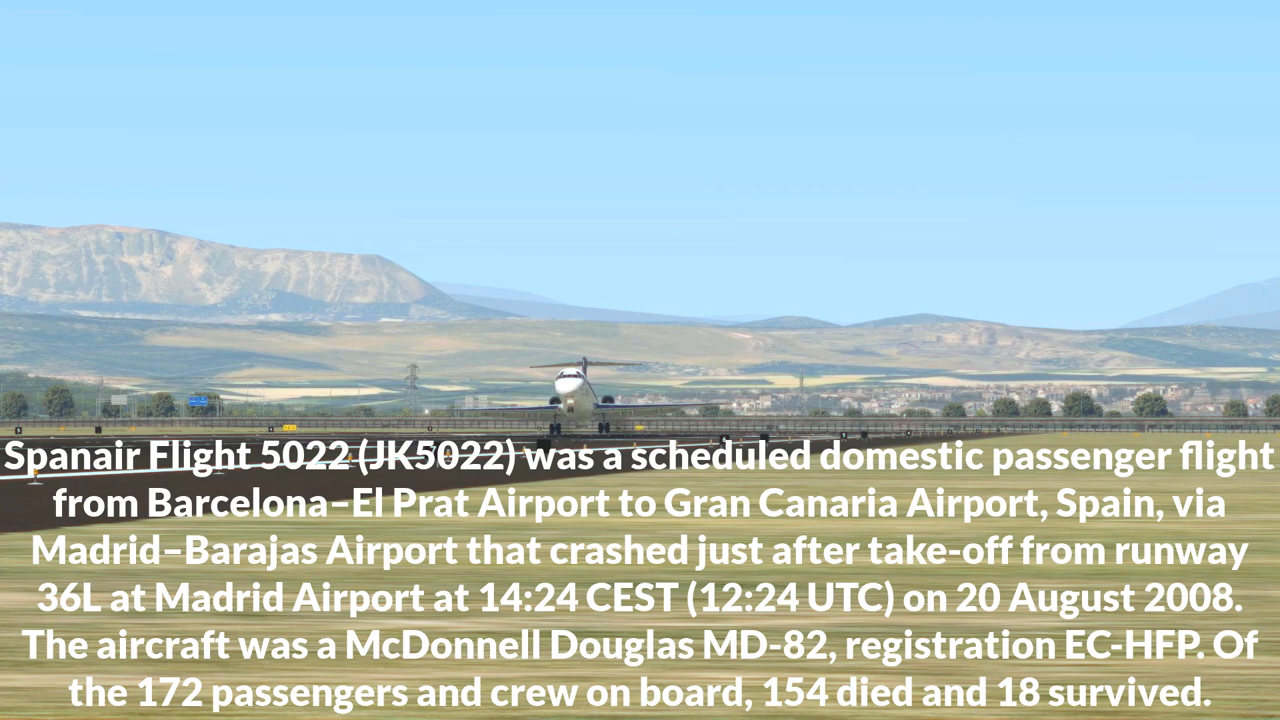 Spanair Flight 5022 (JK5022) was a scheduled domestic passenger flight
from Barcelona–El Prat Airport to Gran Canaria Airport, Spain, via
Madrid–Barajas Airport that crashed just after take-off from runway
36L at Madrid Airport at 14:24 CEST (12:24 UTC) on 20 August 2008.
The aircraft was a McDonnell Douglas MD-82, registration EC-HFP. Of
the 172 passengers and crew on board, 154 died and 18 survived.